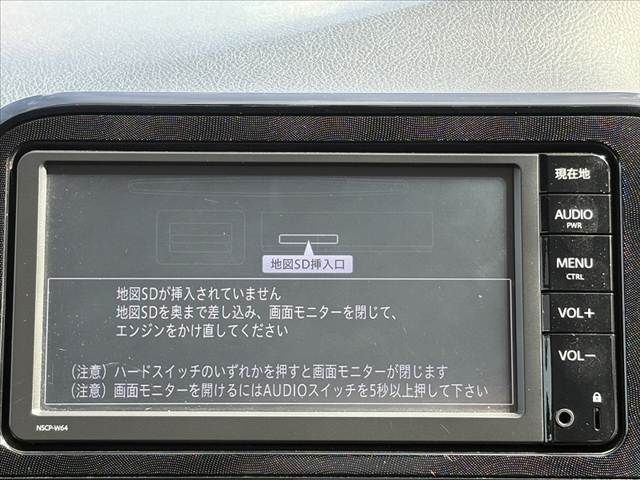 現在地
AUDIO
PWR
MENU
CTRL
VOL+
VOL−
地図SD挿入口
地図SDが挿入されていません
地図SDを奥まで差し込み、画面モニターを閉じて、
エンジンをかけ直してください
（注意）ハードスイッチのいずれかを押すと画面モニターが閉じます
（注意）画面モニターを開けるにはAUDIOスイッチを5秒以上押して下さい
NSCP-W64